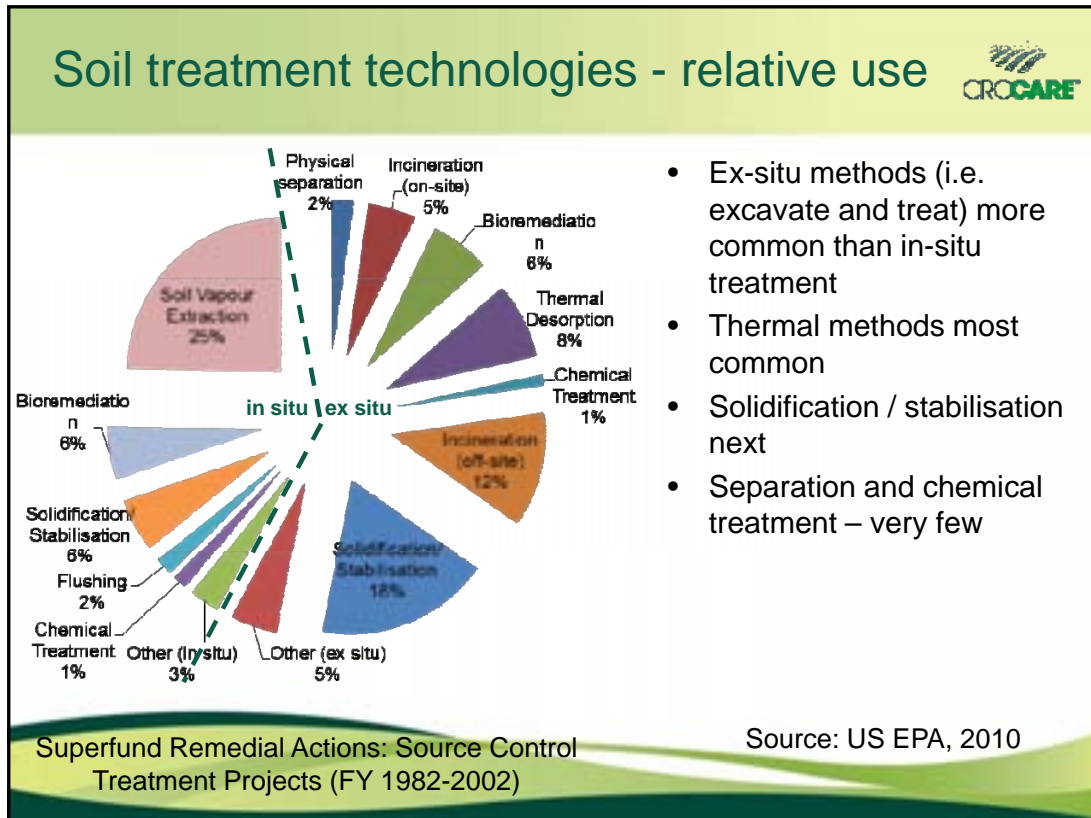 Soil treatment technologies - relative use
CRCCARE
Physical
separation
2%
Incineration
(on-site)
5%
Bioremediatio
n
6%
Thermal
Desorption
8%
Chemical
Treatment
1%
Incineration
(off-site)
12%
Solidification/
Stabilisation
18%
Other (ex situ)
5%
Other (in situ)
3%
Chemical
Treatment
1%
Flushing
2%
Solidification/
Stabilisation
6%
Bioremediatio
n
6%
Soil Vapour
Extraction
25%
in situ
ex situ
• Ex-situ methods (i.e.
excavate and treat) more
common than in-situ
treatment
• Thermal methods most
common
• Solidification / stabilisation
next
• Separation and chemical
treatment – very few
Superfund Remedial Actions: Source Control
Treatment Projects (FY 1982-2002)
Source: US EPA, 2010